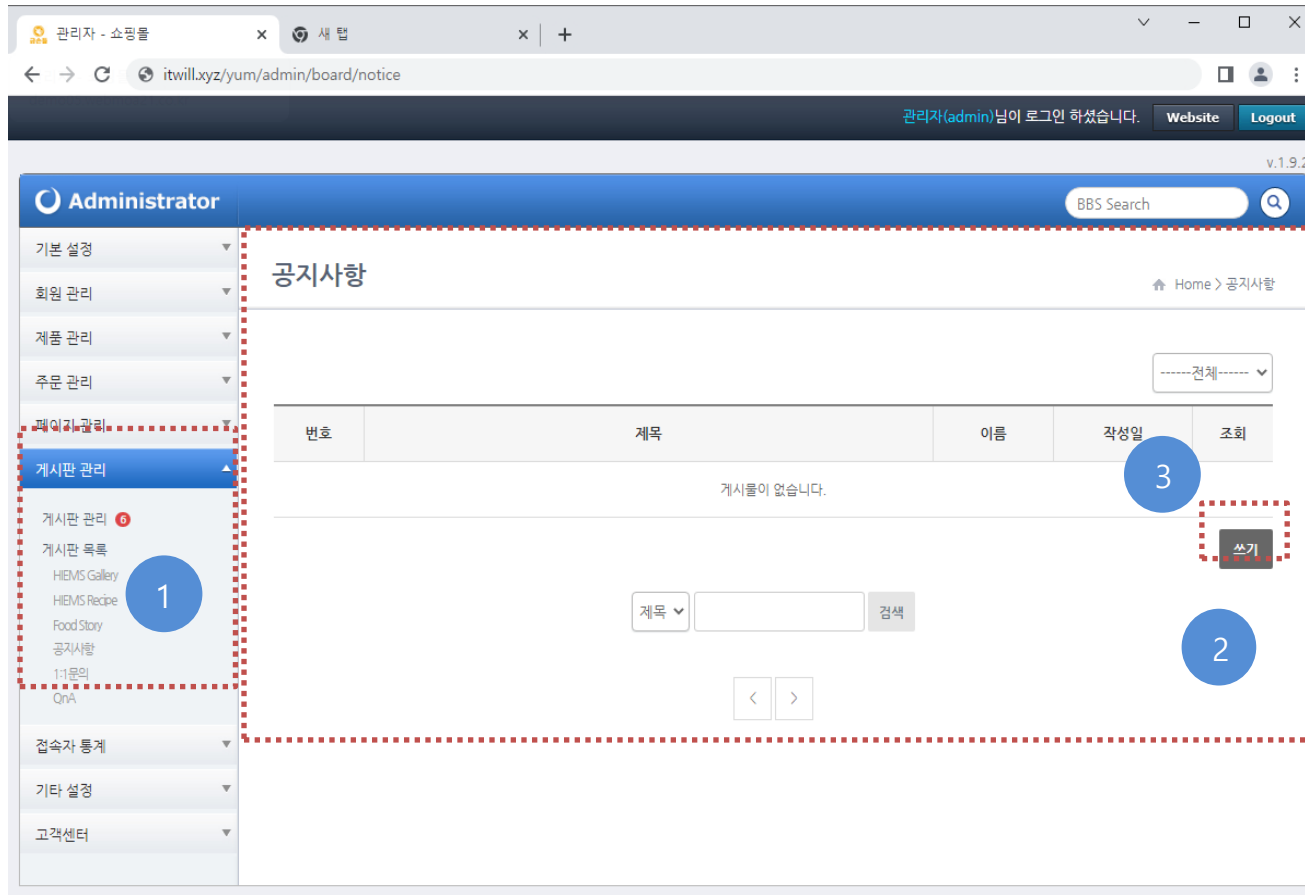 관리자 - 쇼핑몰
새 탭
itwill.xyz/yum/admin/board/notice
관리자(admin)님이 로그인 하셨습니다. Website Logout
v.1.9.2
Administrator
BBS Search
기본 설정
회원 관리
제품 관리
주문 관리
페이지 관리
게시판 관리
게시판 관리 6
게시판 목록
HIEMS Gallery
HIEMS Recipe
Food Story
공지사항
1:1문의
QnA
접속자 통계
기타 설정
고객센터
1
공지사항
Home > 공지사항
------전체------
번호 제목 이름 작성일 조회
게시물이 없습니다.
3
쓰기
제목 검색
2
< >